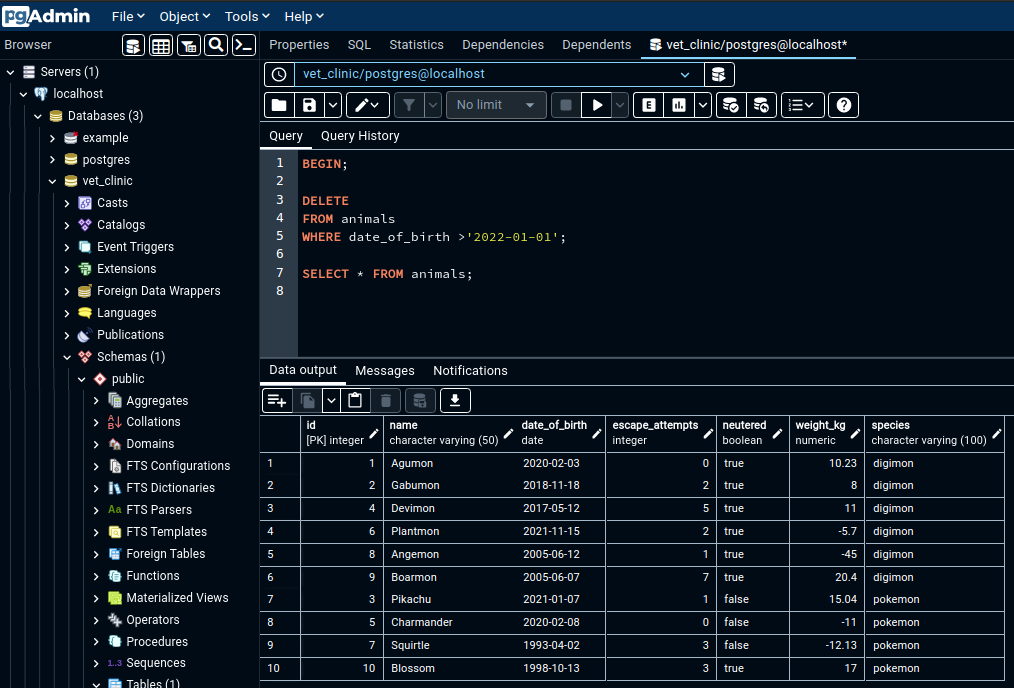 pgAdmin File Object Tools Help
Browser
Properties SQL Statistics Dependencies Dependents vet_clinic/postgres@localhost*
Servers (1)
localhost
Databases (3)
example
postgres
vet_clinic
Casts
Catalogs
Event Triggers
Extensions
Foreign Data Wrappers
Languages
Publications
Schemas (1)
public
Aggregates
Collations
Domains
FTS Configurations
FTS Dictionaries
Aa FTS Parsers
FTS Templates
Foreign Tables
Functions
Materialized Views
Operators
Procedures
1..3 Sequences
Tables (1)
vet_clinic/postgres@localhost
No limit E
Query Query History
1 BEGIN;
2
3 DELETE
4 FROM animals
5 WHERE date_of_birth >'2022-01-01';
6
7 SELECT * FROM animals;
8
Data output Messages Notifications
id name date_of_birth escape_attempts neutered weight_kg species
[PK] integer character varying (50) date integer boolean numeric character varying (100)
1 1 Agumon 2020-02-03 0 true 10.23 digimon
2 2 Gabumon 2018-11-18 2 true 8 digimon
3 4 Devimon 2017-05-12 5 true 11 digimon
4 6 Plantmon 2021-11-15 2 true -5.7 digimon
5 8 Angemon 2005-06-12 1 true -45 digimon
6 9 Boarmon 2005-06-07 7 true 20.4 digimon
7 3 Pikachu 2021-01-07 1 false 15.04 pokemon
8 5 Charmander 2020-02-08 0 false -11 pokemon
9 7 Squirtle 1993-04-02 3 false -12.13 pokemon
10 10 Blossom 1998-10-13 3 true 17 pokemon